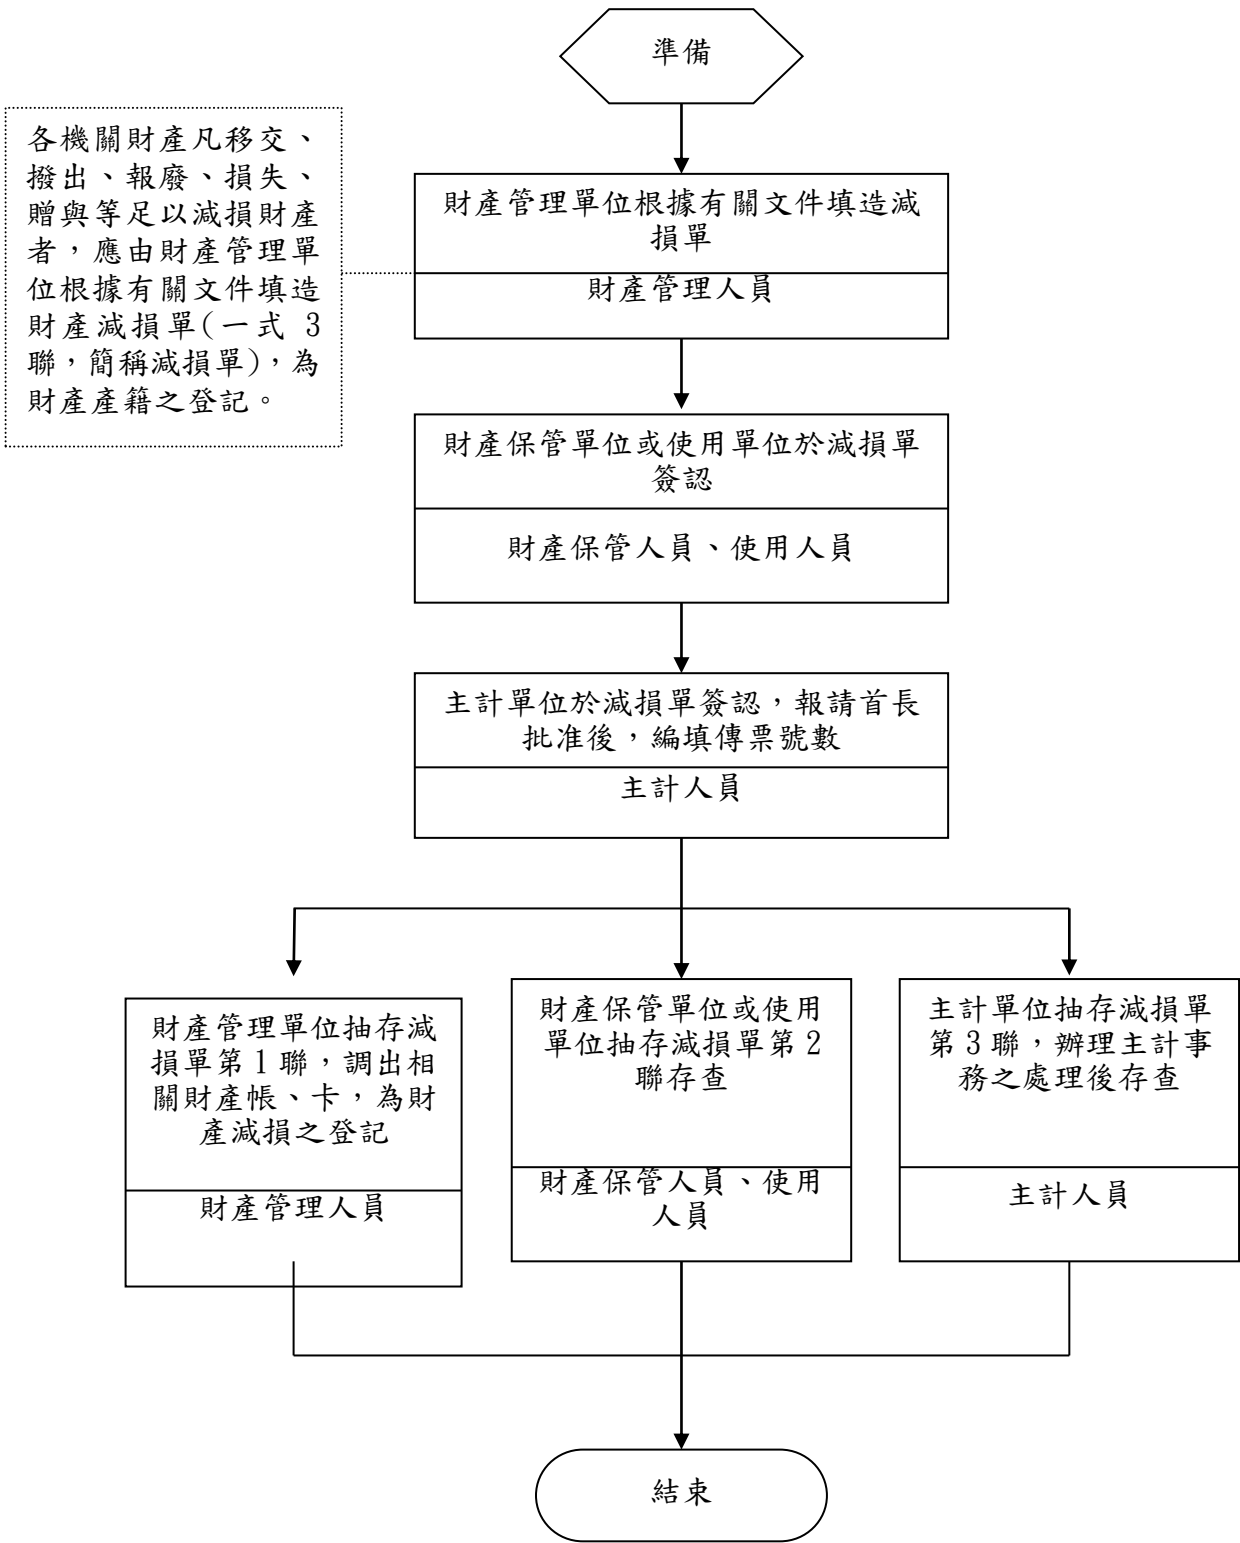 準備
各機關財產凡移交、
撥出、報廢、損失、
贈與等足以減損財產
者，應由財產管理單
位根據有關文件填造
財產減損單(一式 3
聯，簡稱減損單)，為
財產產籍之登記。
財產管理單位根據有關文件填造減
損單
財產管理人員
財產保管單位或使用單位於減損單
簽認
財產保管人員、使用人員
主計單位於減損單簽認，報請首長
批准後，編填傳票號數
主計人員
財產管理單位抽存減
損單第1聯，調出相
關財產帳、卡，為財
產減損之登記
財產管理人員
財產保管單位或使用
單位抽存減損單第2
聯存查
財產保管人員、使用
人員
主計單位抽存減損單
第3聯，辦理主計事
務之處理後存查
主計人員
結束